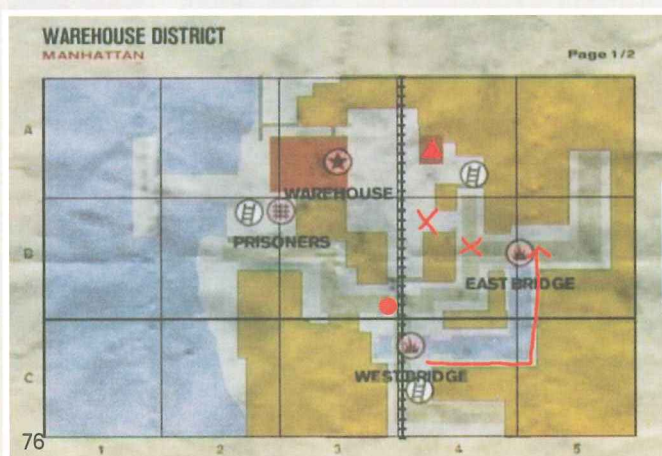 WAREHOUSE DISTRICT
MANHATTAN
Page 1/2
A
WAREHOUSE
PRISONERS
B
EAST BRIDGE
WEST BRIDGE
C
76
1
2
3
4
5